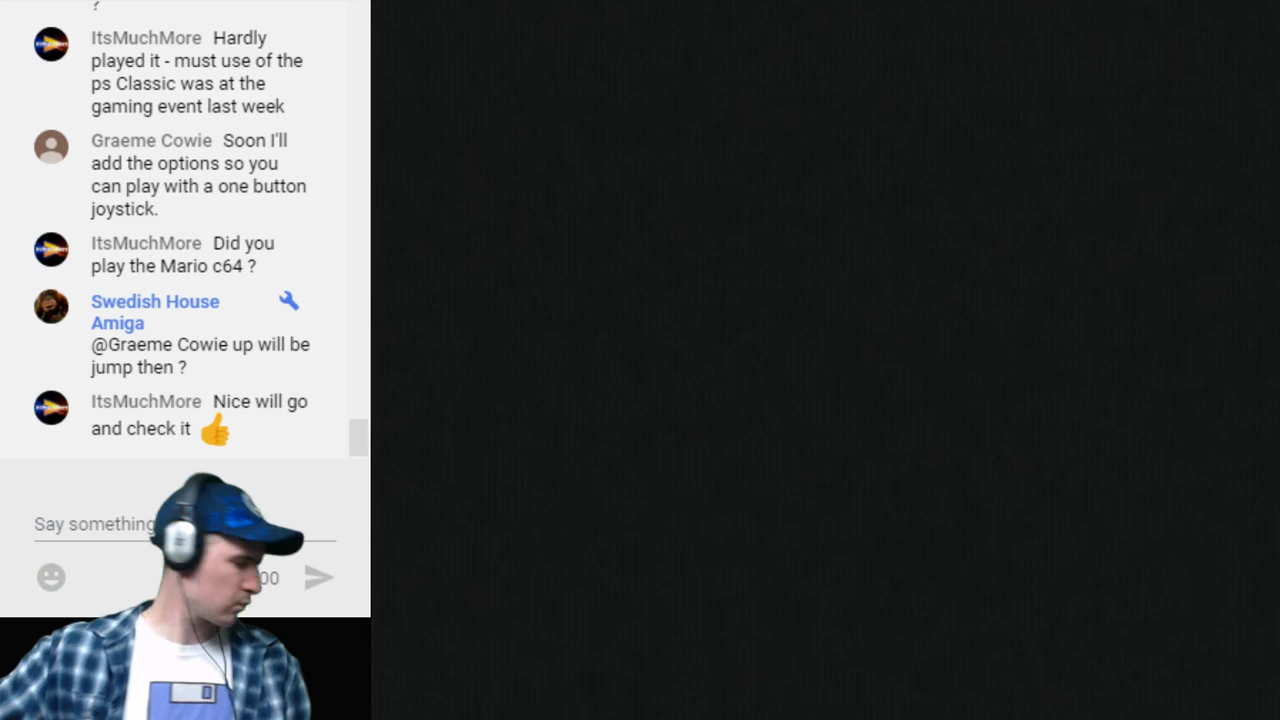 ?
ItsMuchMore Hardly
played it - must use of the
ps Classic was at the
gaming event last week
Graeme Cowie Soon I'll
add the options so you
can play with a one button
joystick.
ItsMuchMore Did you
play the Mario c64 ?
Swedish House
Amiga
@Graeme Cowie up will be
jump then ?
ItsMuchMore Nice will go
and check it
Say something
00